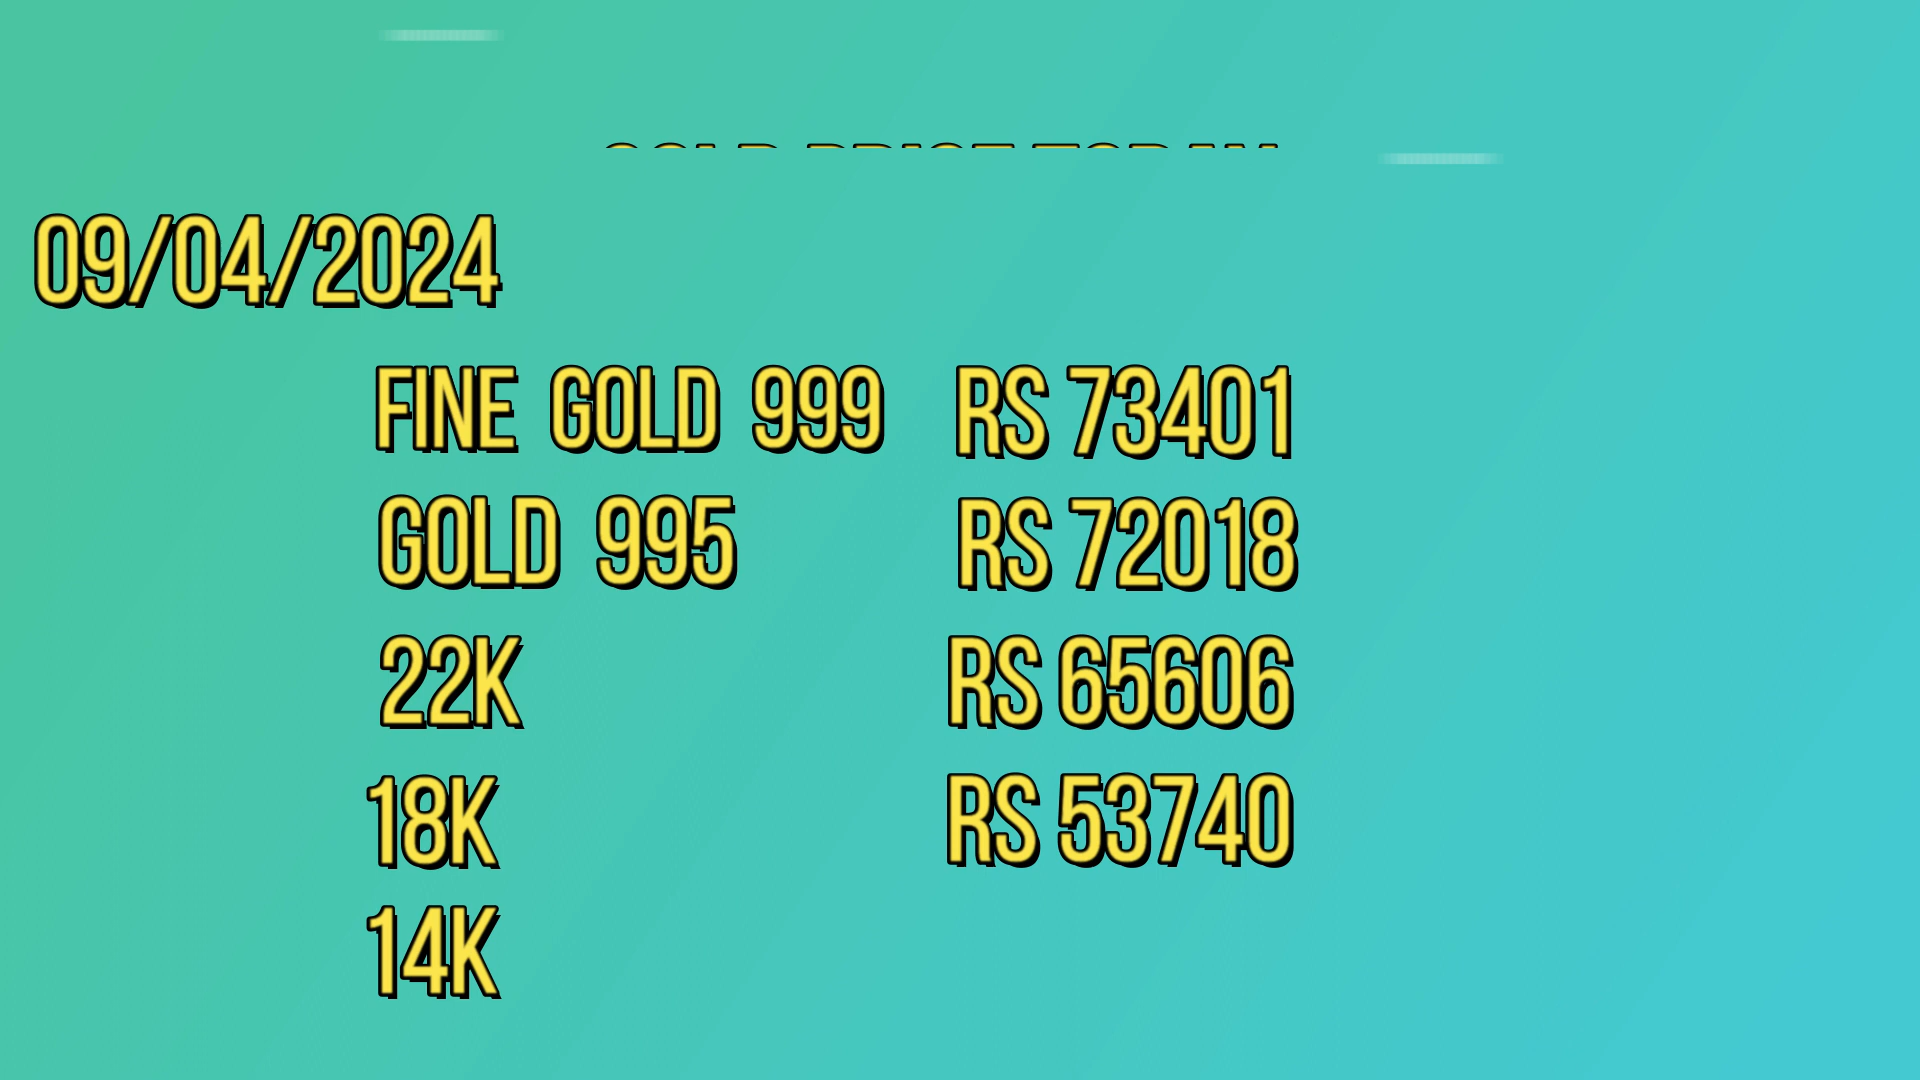 09/04/2024
FINE GOLD 999 RS 73401
GOLD 995 RS 72018
22K RS 65606
18K RS 53740
14K